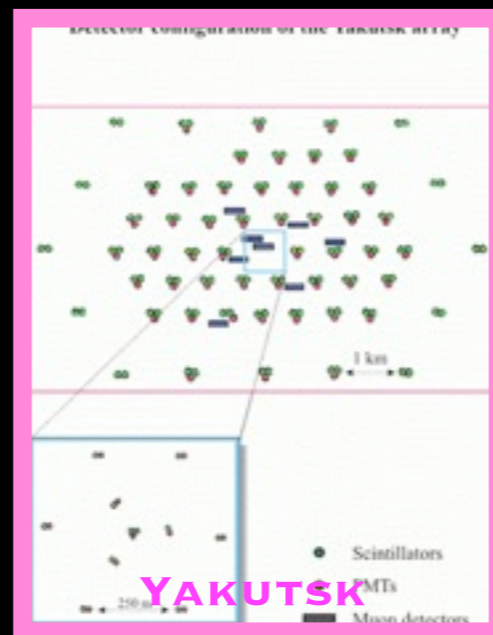 Detector configuration of the Yakutsk array
1 km
250 m
Scintillators
PMTs
Muon detectors
YAKUTSK